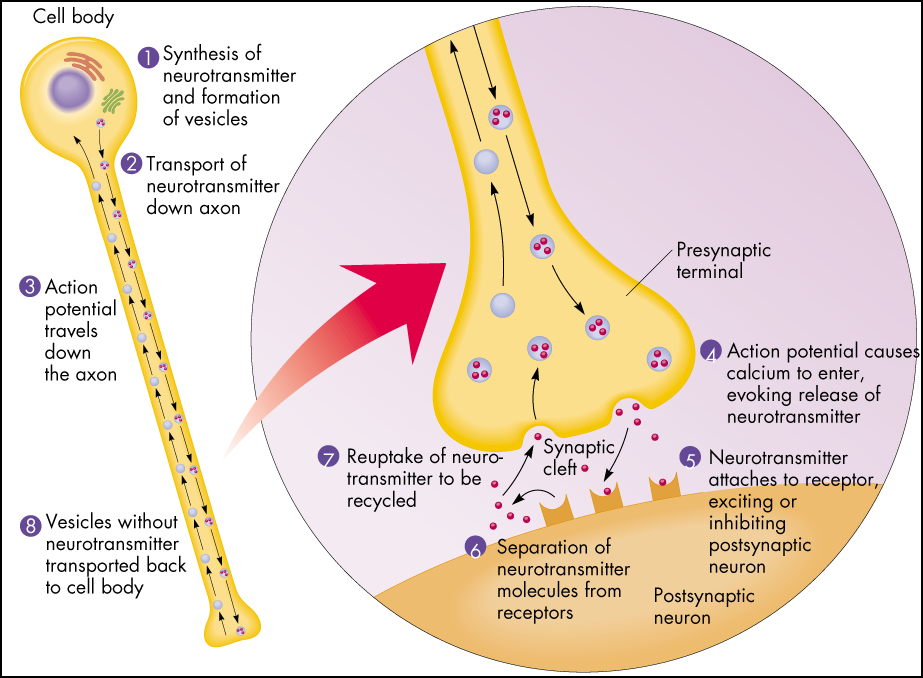 Cell body
1 Synthesis of
neurotransmitter
and formation
of vesicles
2 Transport of
neurotransmitter
down axon
3 Action
potential
travels
down
the axon
Presynaptic
terminal
4 Action potential causes
calcium to enter,
evoking release of
neurotransmitter
5 Neurotransmitter
attaches to receptor,
exciting or
inhibiting
postsynaptic
neuron
Synaptic
cleft
6 Separation of
neurotransmitter
molecules from
receptors
7 Reuptake of neuro-
transmitter to be
recycled
8 Vesicles without
neurotransmitter
transported back
to cell body
Postsynaptic
neuron